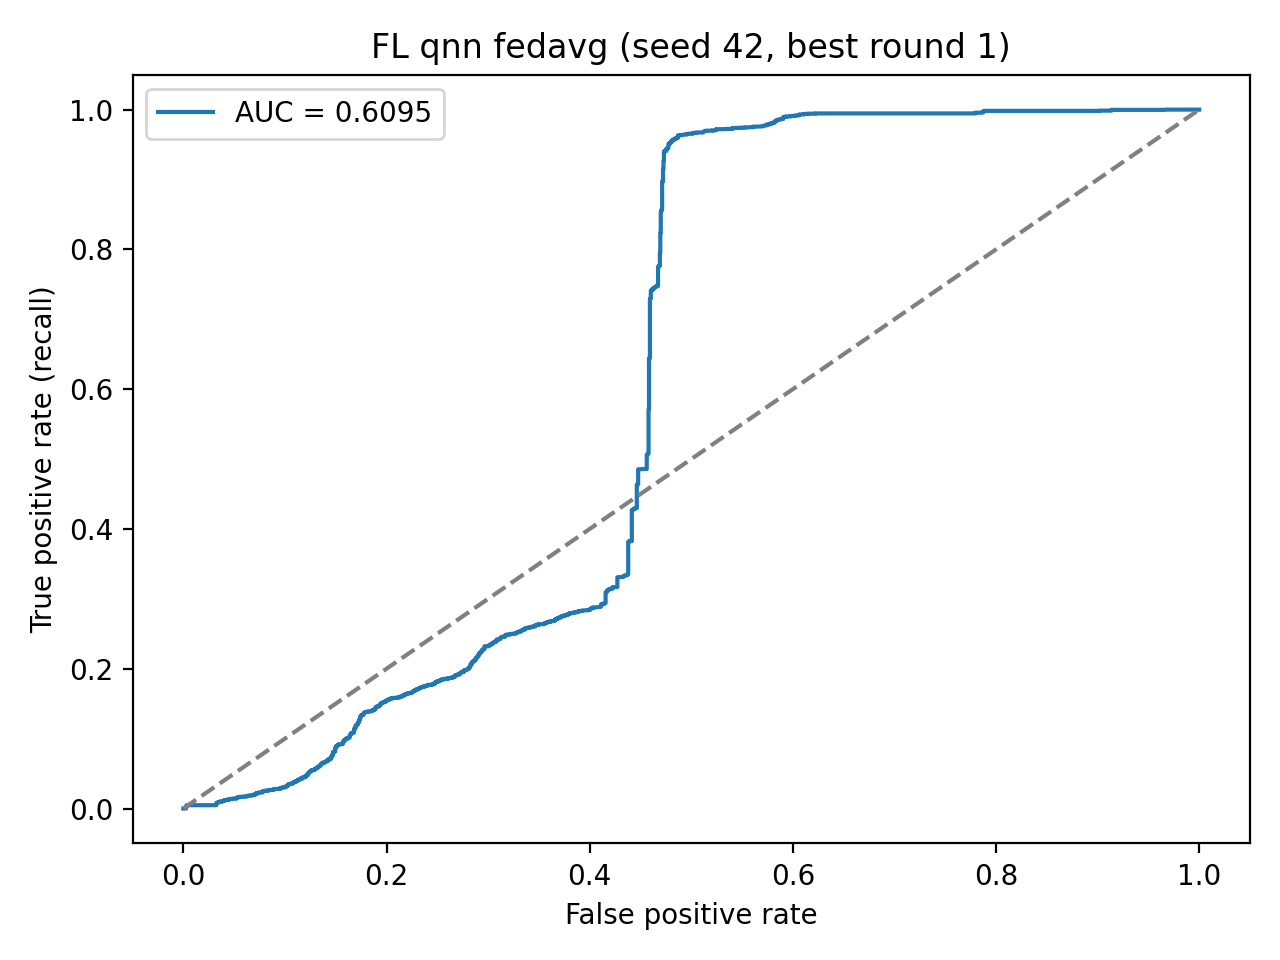 FL qnn fedavg (seed 42, best round 1)
AUC = 0.6095
True positive rate (recall)
1.0
0.8
0.6
0.4
0.2
0.0
0.0 0.2 0.4 0.6 0.8 1.0
False positive rate